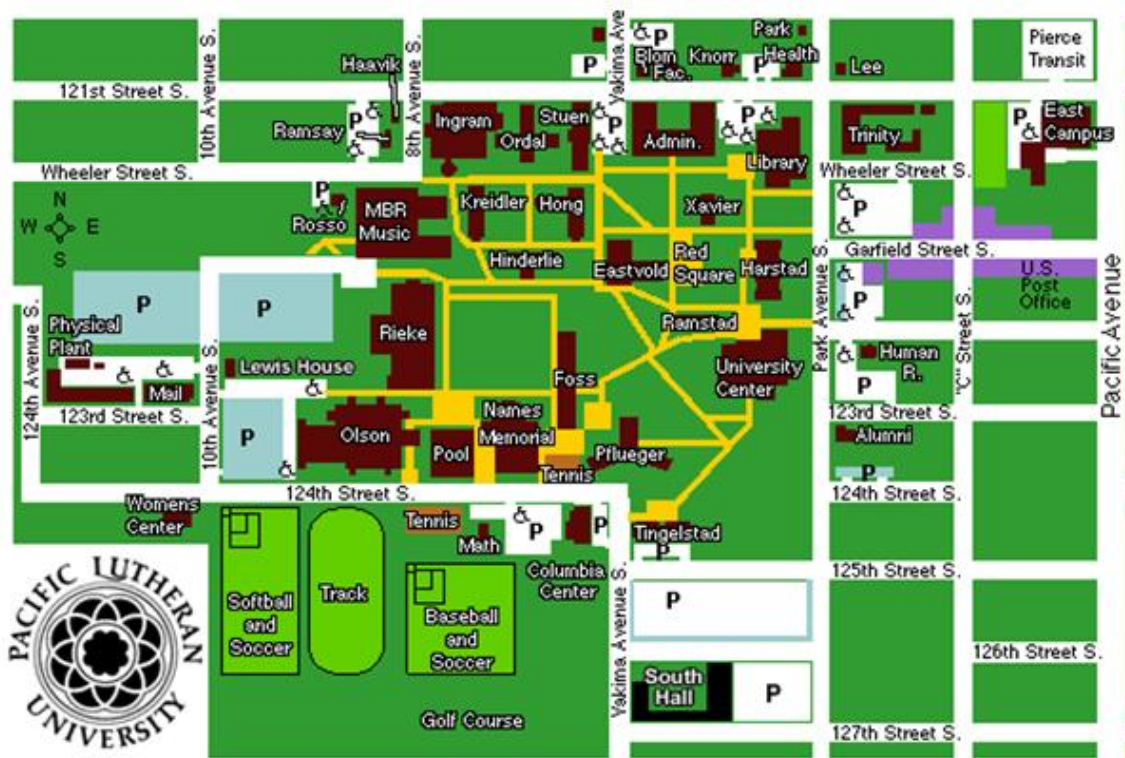 10th Avenue S.
8th Avenue S.
Yakima Ave
P
P
Blom
Fac.
Knorr
Park
P
Health
Lee
Pierce
Transit
Haavik
121st Street S.
Ramsay
P
Ingram
Ordal
Stuen
P
Admin.
P
Library
Trinity
P
East
Campus
Wheeler Street S.
Wheeler Street S.
N
W E
S
P
Rosso
MBR
Music
Kreidler
Hong
Xavier
P
Hinderlie
Eastvold
Red
Square
Harstad
Garfield Street S.
U.S.
Post
Office
124th Avenue S.
P
P
Physical
Plant
Rieke
Ramstad
Park Avenue S.
P
"C" Street S.
Pacific Avenue
10th Avenue S.
Lewis House
Mail
Foss
University
Center
Human
R.
P
123rd Street S.
123rd Street S.
P
Olson
Pool
Names
Memorial
Tennis
Pflueger
Alumni
P
124th Street S.
124th Street S.
Womens
Center
Tennis
Math
P
P
Columbia
Center
Tingelstad
P
125th Street S.
Softball
and
Soccer
Track
Baseball
and
Soccer
Yakima Avenue S.
P
126th Street S.
South
Hall
P
Golf Course
127th Street S.
PACIFIC LUTHERAN
UNIVERSITY